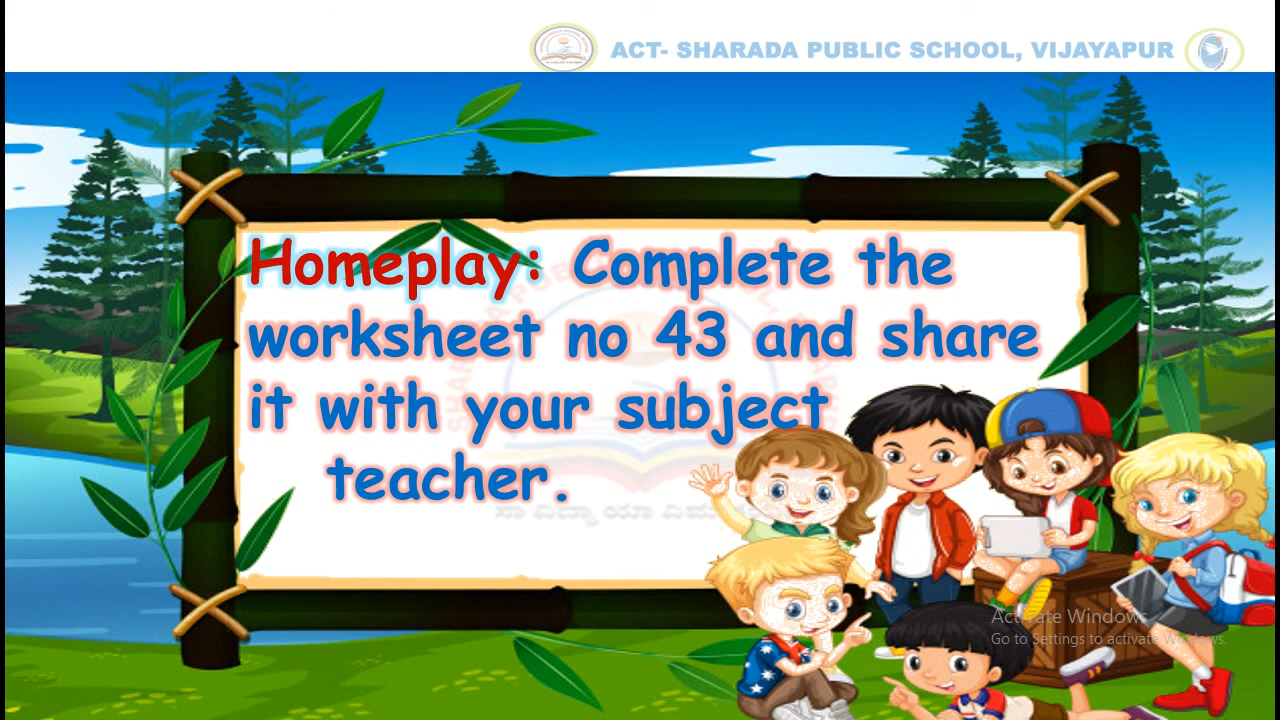 ACT- SHARADA PUBLIC SCHOOL, VIJAYAPUR
Homeplay: Complete the
worksheet no 43 and share
it with your subject
teacher.
ಸಾ ವಿದ್ಯಾ ಯಾ
Activate Windows
Go to Settings to activate Windows.